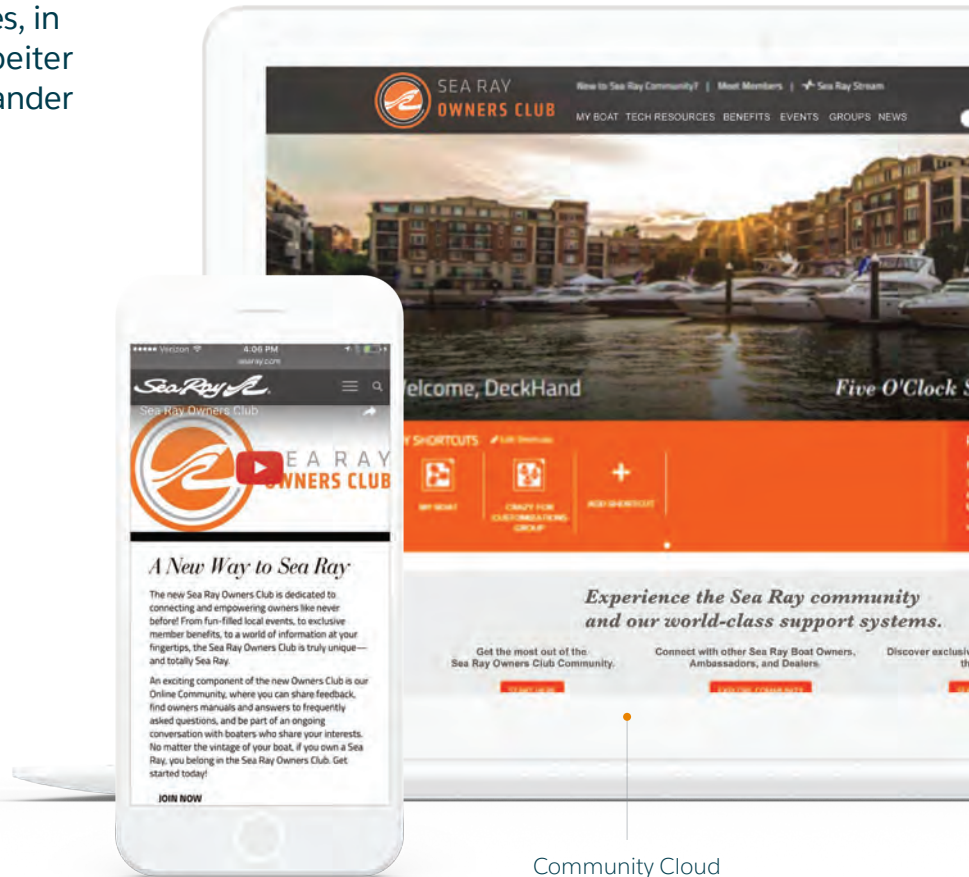 es, in
beiter
ander
SEA RAY
OWNERS CLUB
New to Sea Ray Community? | Meet Members | Sea Ray Stream
MY BOAT TECH RESOURCES BENEFITS EVENTS GROUPS NEWS
elcome, DeckHand
Five O'Clock S
Y SHORTCUTS Edit Shortcuts
MY BOAT
CRAZY FOR
CUSTOMIZATIONS
GROUP
ADD SHORTCUT
Experience the Sea Ray community
and our world-class support systems.
Get the most out of the
Sea Ray Owners Club Community.
START HERE
Connect with other Sea Ray Boat Owners,
Ambassadors, and Dealers.
EXPLORE COMMUNITY
Discover exclusiv
th
Verizon 4:06 PM
searay.com
Sea Ray
Sea Ray Owners Club
SEA RAY
OWNERS CLUB
A New Way to Sea Ray
The new Sea Ray Owners Club is dedicated to
connecting and empowering owners like never
before! From fun-filled local events, to exclusive
member benefits, to a world of information at your
fingertips, the Sea Ray Owners Club is truly unique—
and totally Sea Ray.
An exciting component of the new Owners Club is our
Online Community, where you can share feedback,
find owners manuals and answers to frequently
asked questions, and be part of an ongoing
conversation with boaters who share your interests.
No matter the vintage of your boat, if you own a Sea
Ray, you belong in the Sea Ray Owners Club. Get
started today!
JOIN NOW
Community Cloud